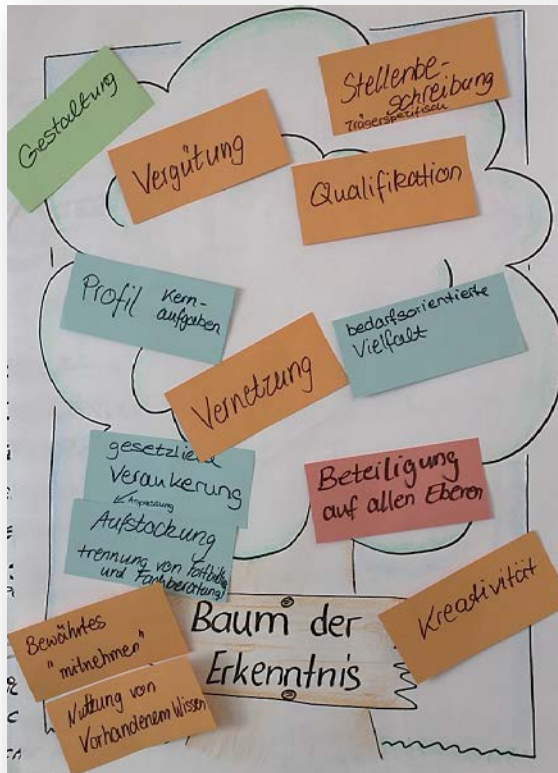 Gestaltung
Stellenbe-
schreibung
Trägerspezifisch
Vergütung
Qualifikation
Profil Kern-
aufgaben
bedarfsorientierte
Vielfalt
Vernetzung
gesetzliche
Verankerung
Anpassung
Aufstockung
trennung von Fortbildg
und Fachberatung
Beteiligung
auf allen Ebenen
Kreativität
Baum der
Erkenntnis
Bewährtes
"mitnehmen"
Nutzung von
Vorhandenem Wissen